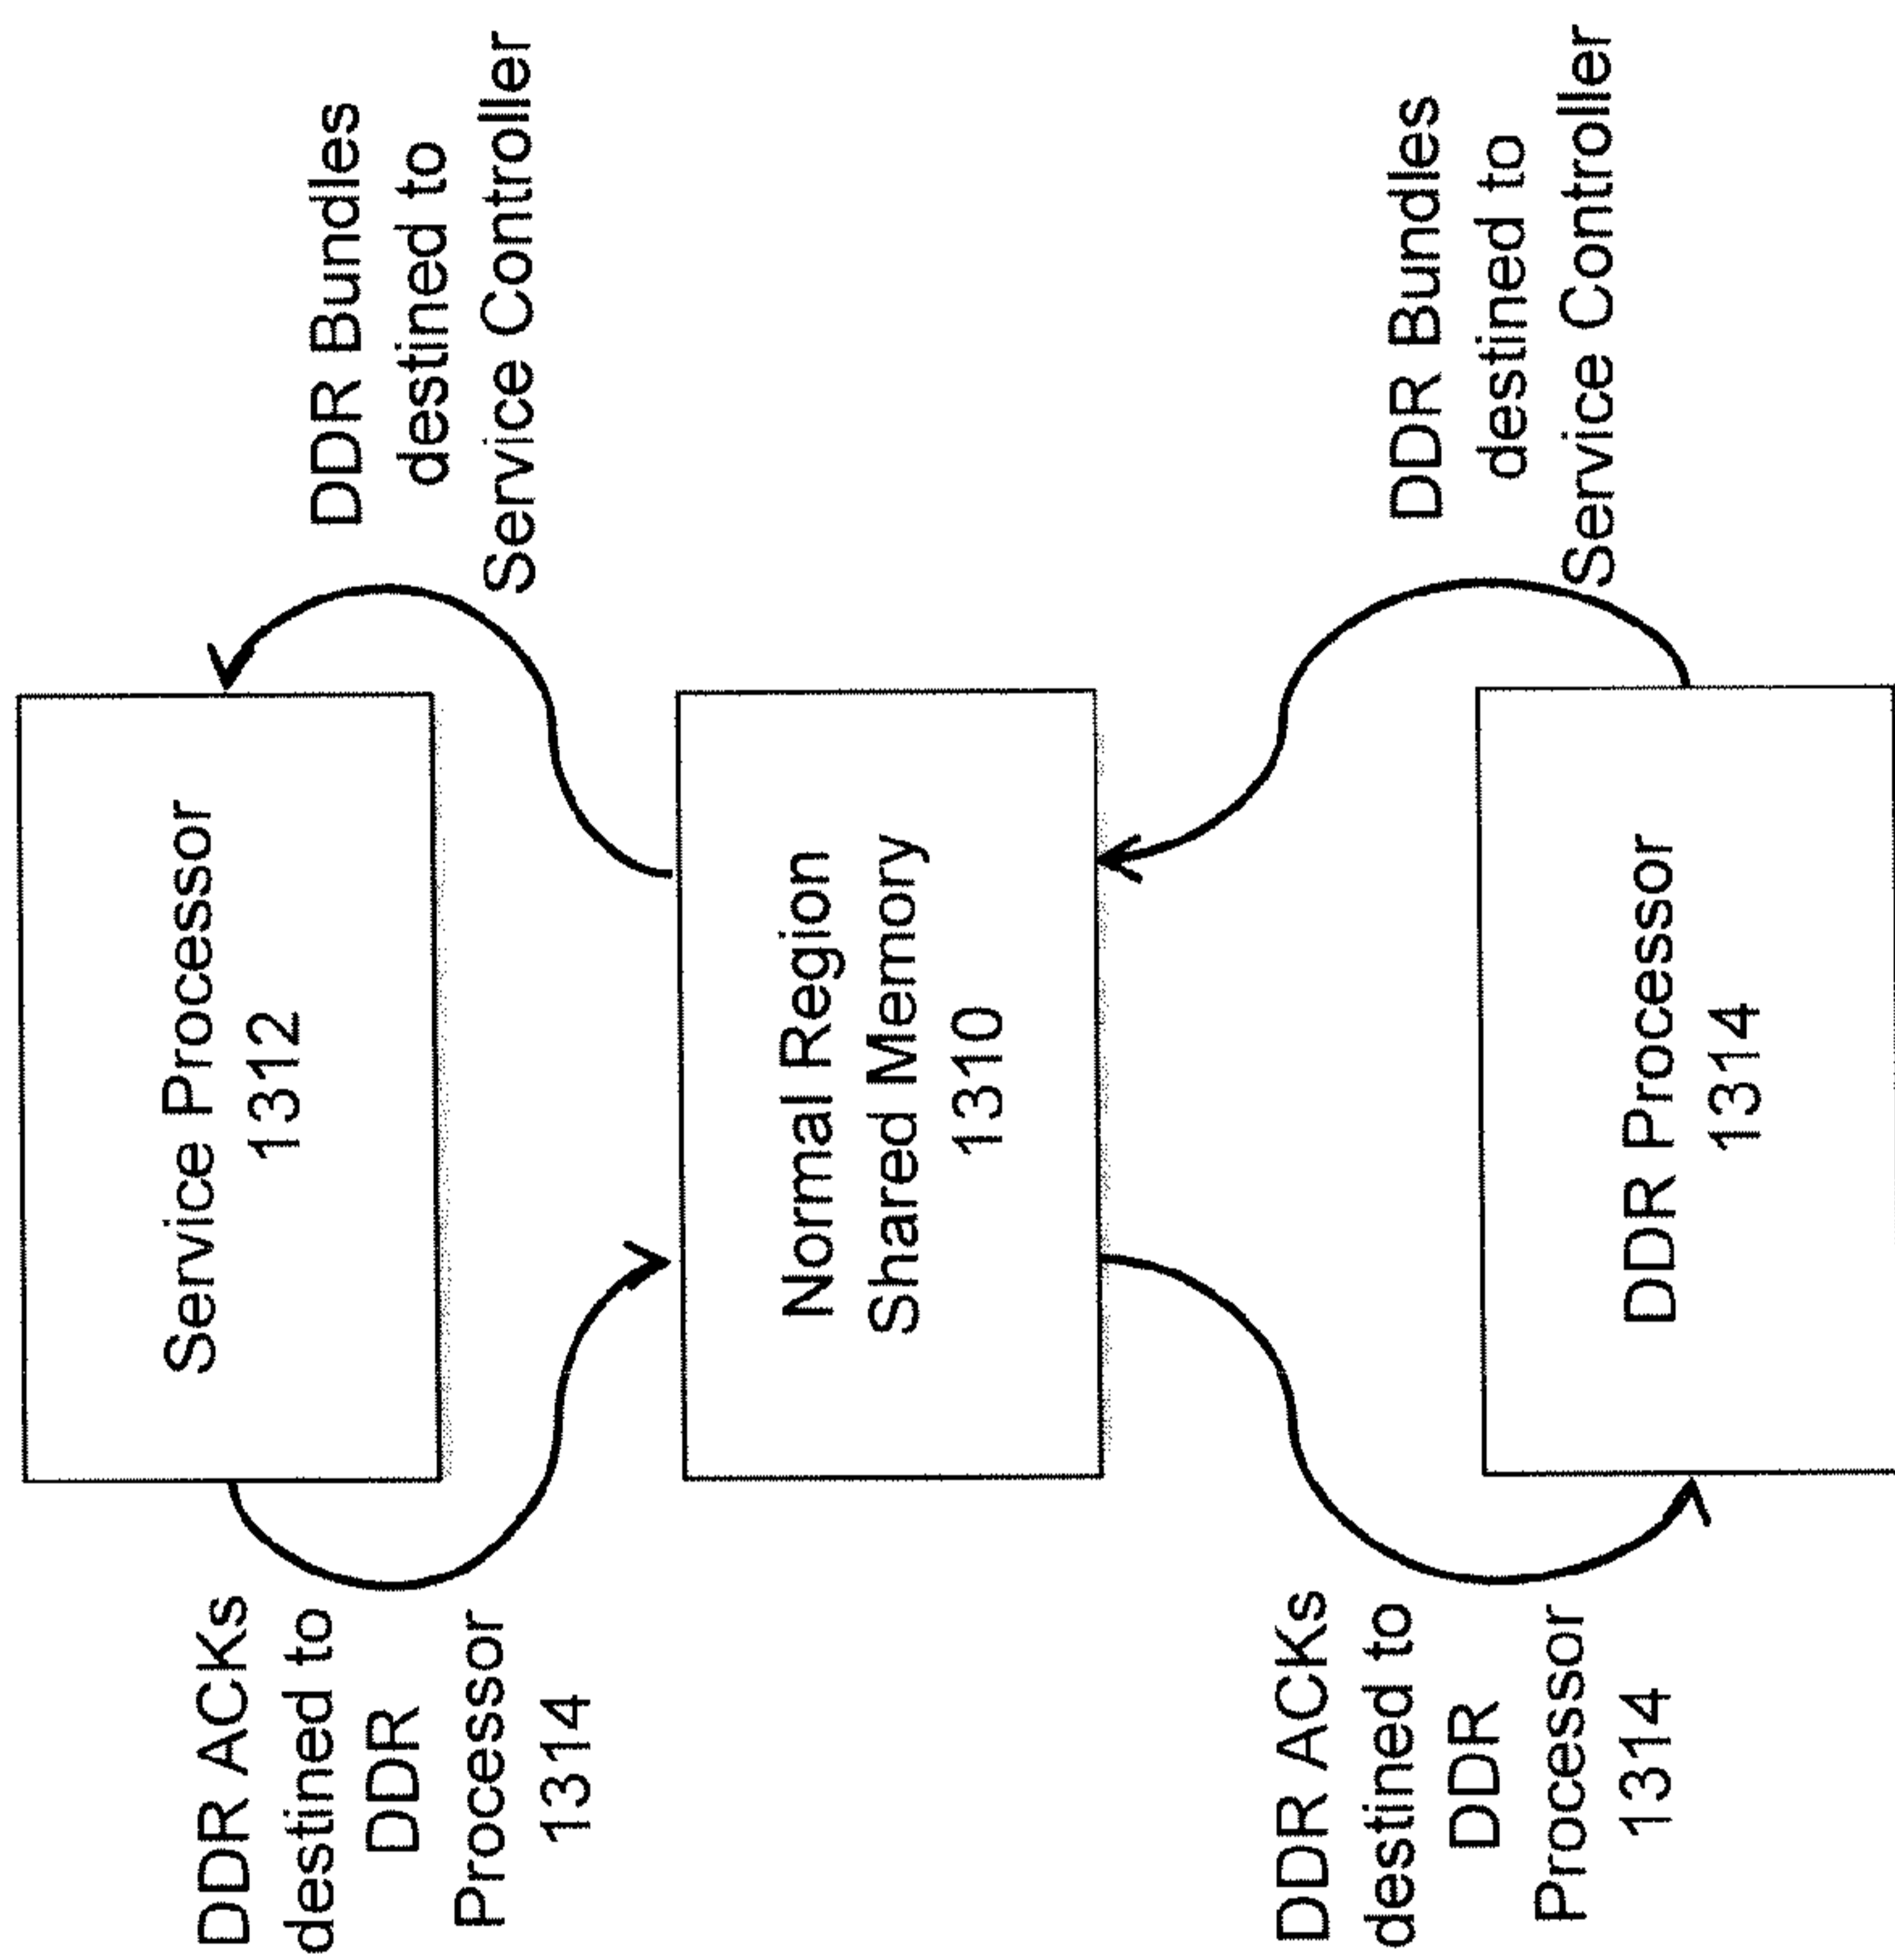 Service Processor
1312
DDR ACKs
destined to
DDR
Processor
1314
DDR Bundles
destined to
Service Controller
Normal Region
Shared Memory
1310
DDR ACKs
destined to
DDR
Processor
1314
DDR Bundles
destined to
Service Controller
DDR Processor
1314